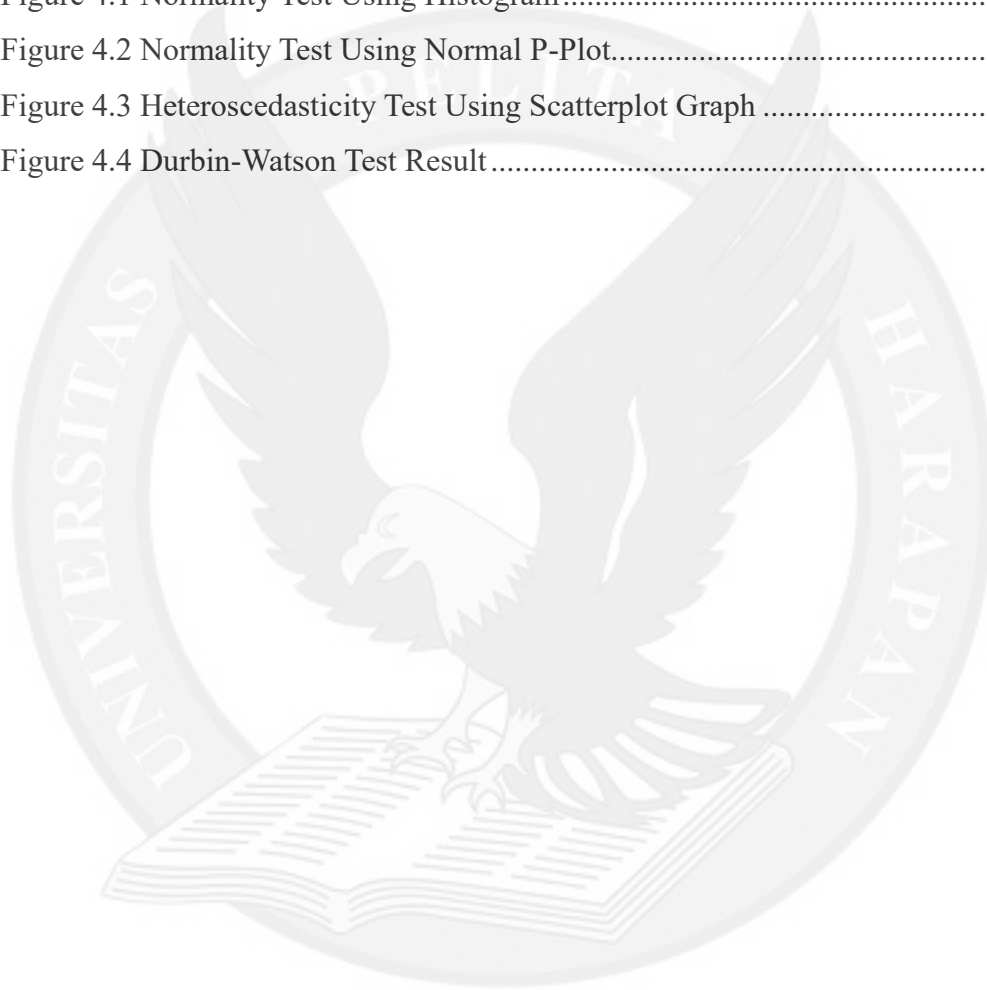 Figure 4.1 Normality Test Using Histogram........................................................
Figure 4.2 Normality Test Using Normal P-Plot..................................................
Figure 4.3 Heteroscedasticity Test Using Scatterplot Graph ..............................
Figure 4.4 Durbin-Watson Test Result................................................................
UNIVERSITAS PELITA HARAPAN